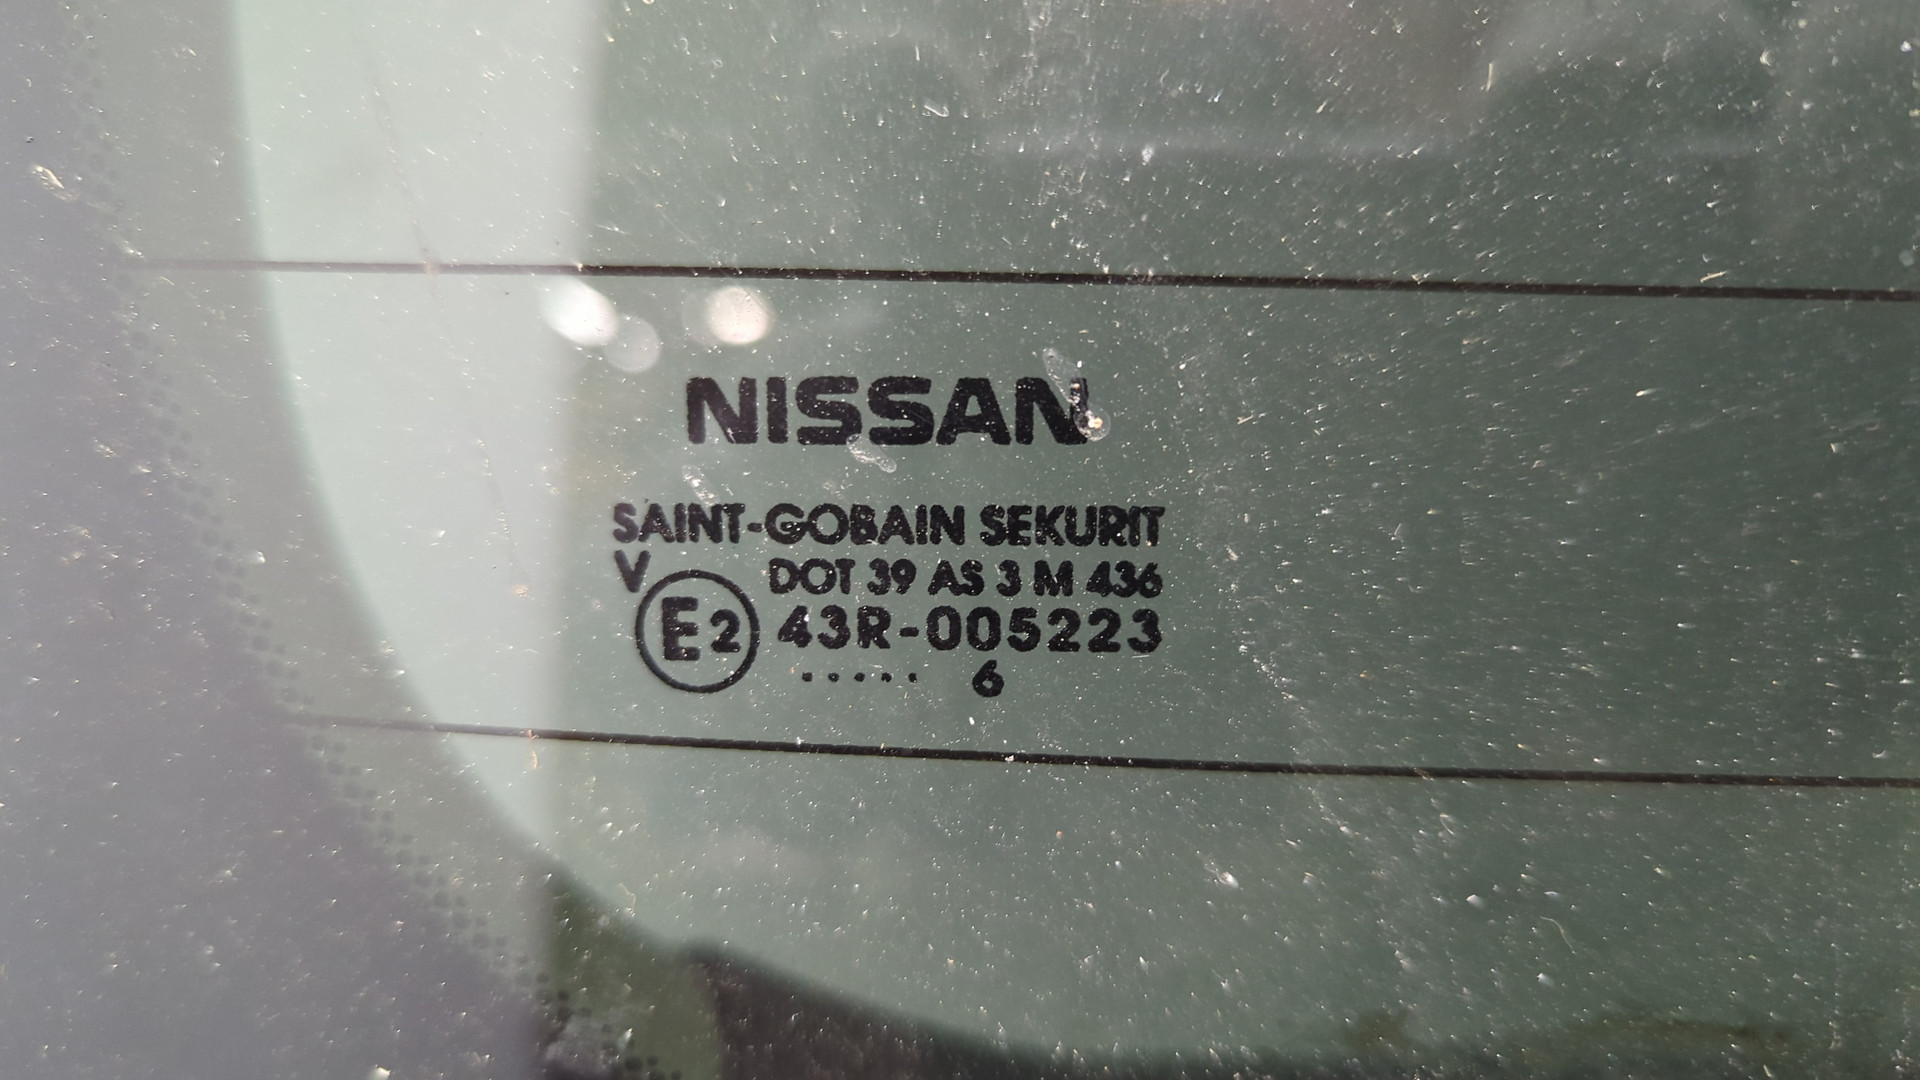 NISSAN
SAINT-GOBAIN SEKURIT
V DOT 39 AS 3 M 436
E2 43R-005223
..... 6